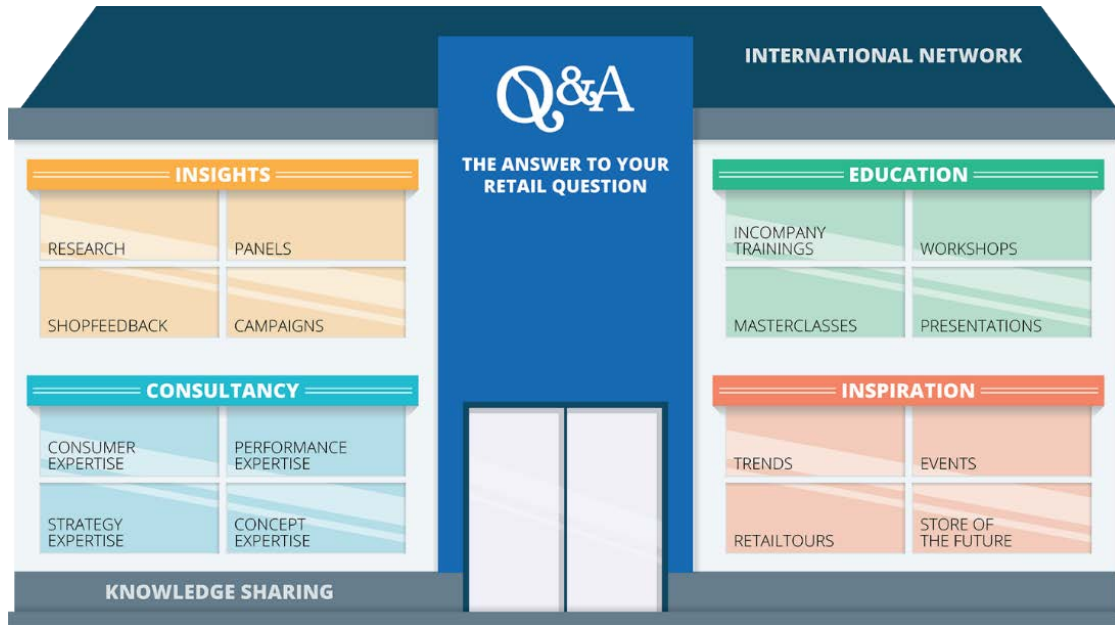 INTERNATIONAL NETWORK
Q&A
THE ANSWER TO YOUR
RETAIL QUESTION
INSIGHTS
RESEARCH
PANELS
SHOPFEEDBACK
CAMPAIGNS
EDUCATION
INCOMPANY
TRAININGS
WORKSHOPS
MASTERCLASSES
PRESENTATIONS
CONSULTANCY
CONSUMER
EXPERTISE
PERFORMANCE
EXPERTISE
STRATEGY
EXPERTISE
CONCEPT
EXPERTISE
INSPIRATION
TRENDS
EVENTS
RETAILTOURS
STORE OF
THE FUTURE
KNOWLEDGE SHARING